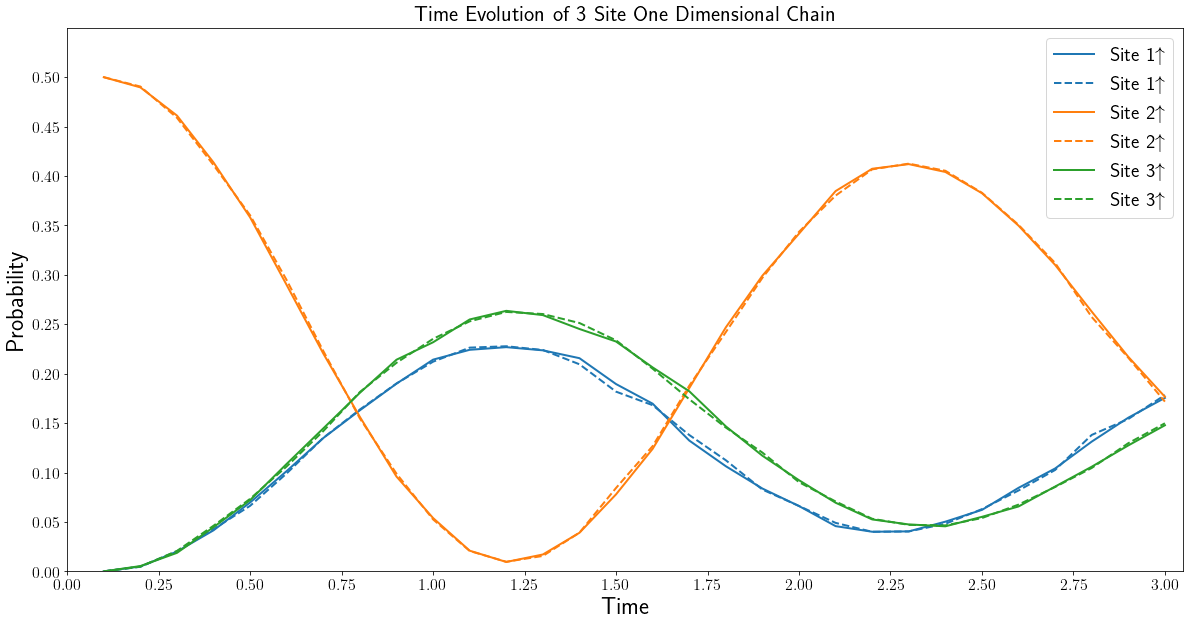 Time Evolution of 3 Site One Dimensional Chain
Site 1↑
Site 1↑
Site 2↑
Site 2↑
Site 3↑
Site 3↑
Probability
0.50
0.45
0.40
0.35
0.30
0.25
0.20
0.15
0.10
0.05
0.00
0.00 0.25 0.50 0.75 1.00 1.25 1.50 1.75 2.00 2.25 2.50 2.75 3.00
Time